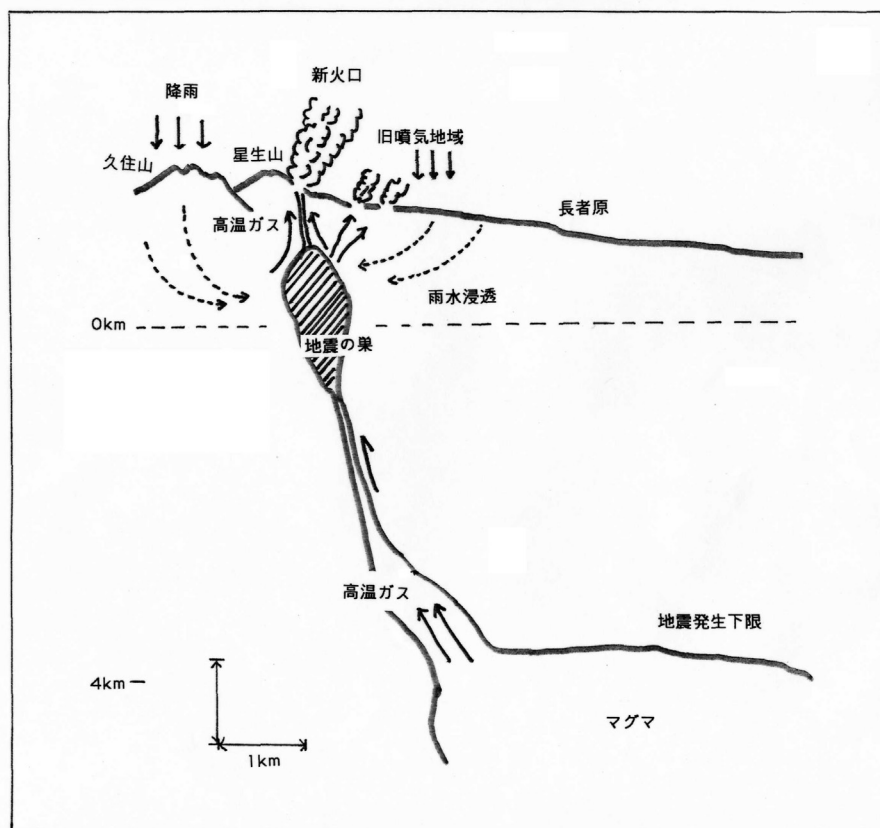 新火口
降雨
旧噴気地域
久住山
星生山
長者原
高温ガス
雨水浸透
0km
地震の巣
高温ガス
地震発生下限
4km
マグマ
1km